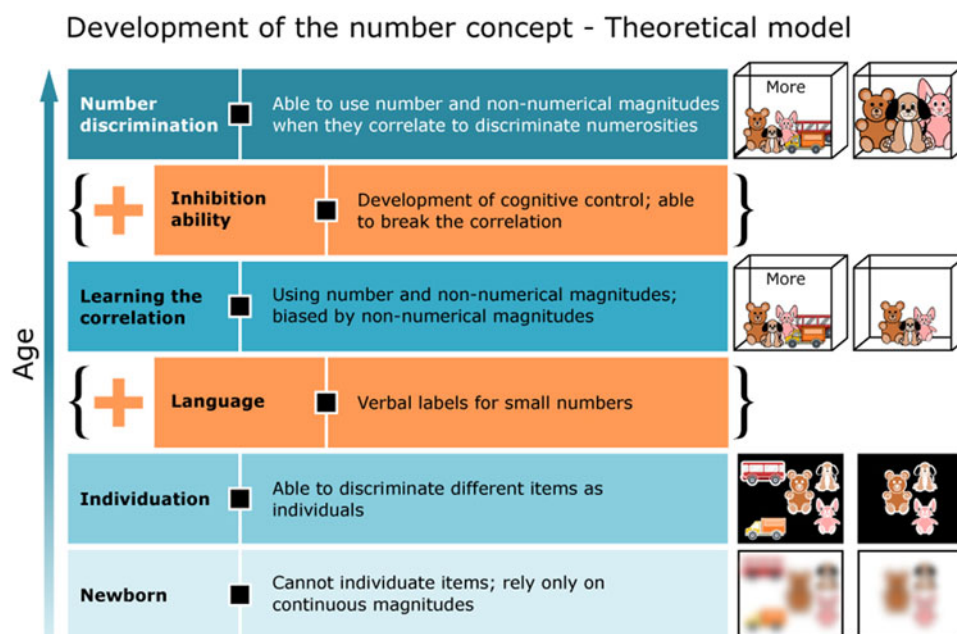 Development of the number concept - Theoretical model
Number
discrimination
Able to use number and non-numerical magnitudes
when they correlate to discriminate numerosities
More
Inhibition
ability
Development of cognitive control; able
to break the correlation
Learning the
correlation
Using number and non-numerical magnitudes;
biased by non-numerical magnitudes
More
Language
Verbal labels for small numbers
Individuation
Able to discriminate different items as
individuals
Newborn
Cannot individuate items; rely only on
continuous magnitudes
Age